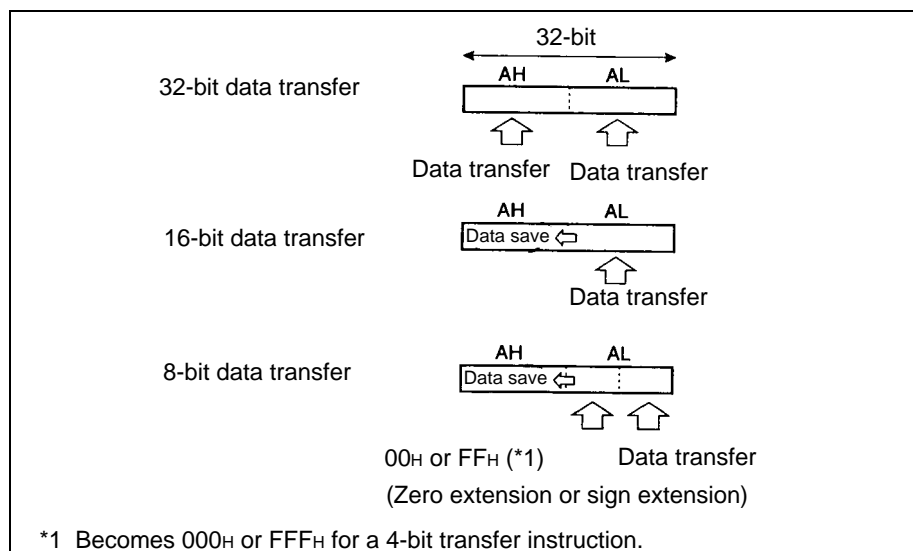 32-bit
AH AL
32-bit data transfer
Data transfer Data transfer
AH AL
16-bit data transfer
Data save
Data transfer
AH AL
8-bit data transfer
Data save
00H or FFH (*1) Data transfer
(Zero extension or sign extension)
*1 Becomes 000H or FFFH for a 4-bit transfer instruction.